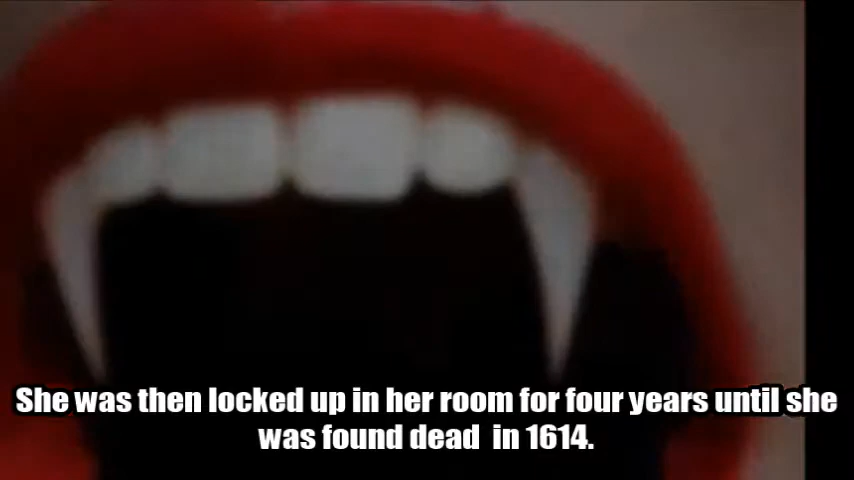 She was then locked up in her room for four years until she
was found dead  in 1614.